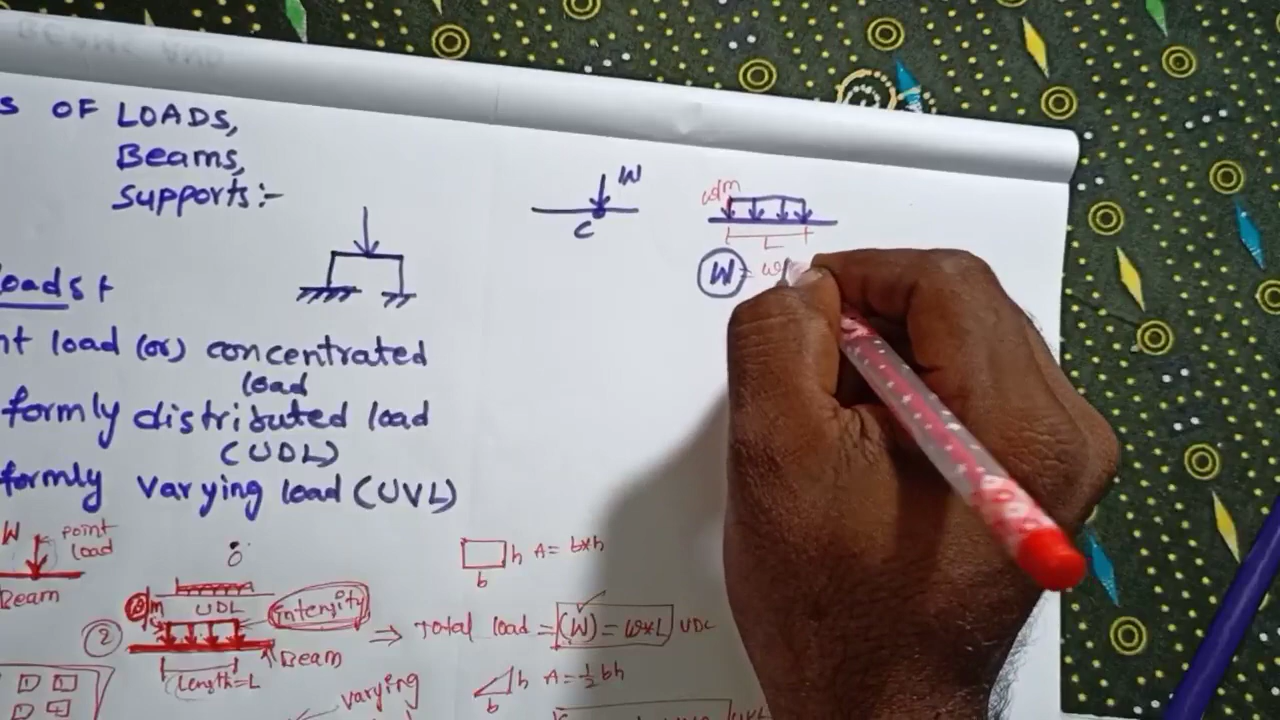 S OF LOADS,
Beams,
Supports:-
W
C
w/m
L
W = w
oads +
nt load (or) concentrated
load
formly distributed load
(UDL)
formly varying load (UVL)
W point
load
Beam
h A = b*h
b
/m UDL Intensity
2
Beam
Length = L
⇒ Total load = (W) = w*L UDL
h A = 1/2 bh
b
varying
UVL